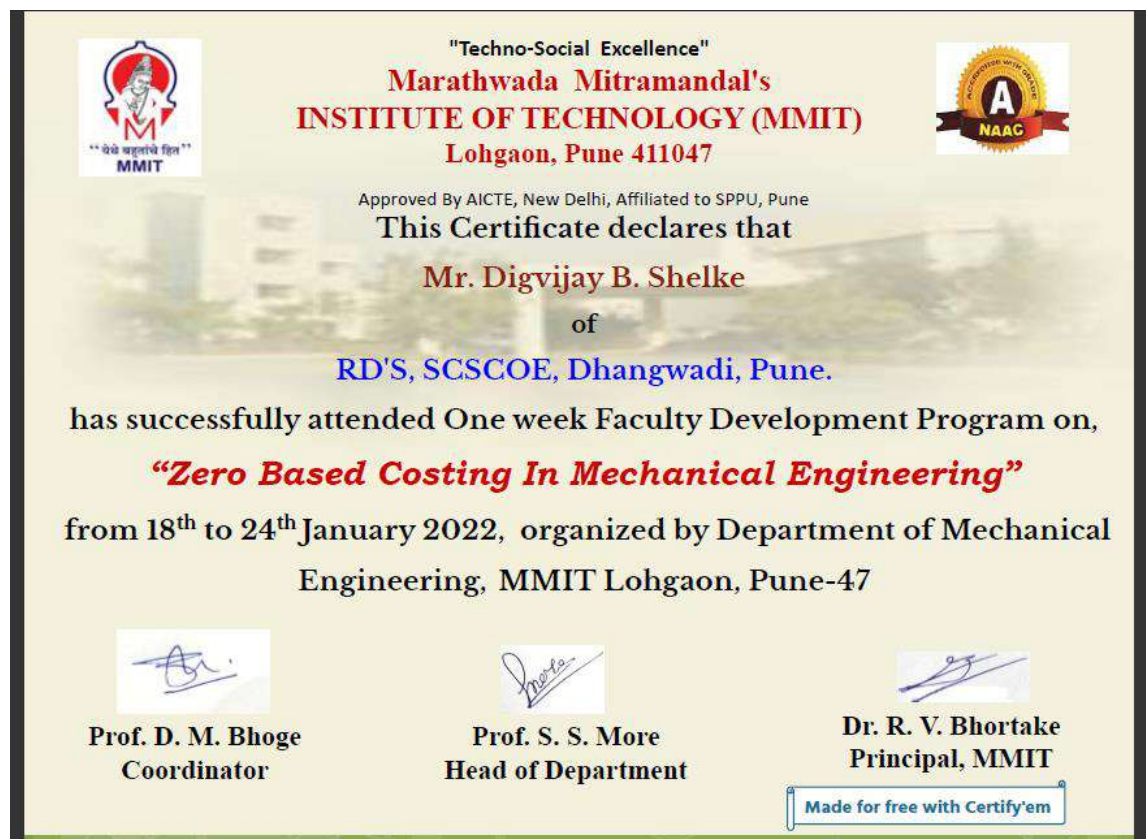 "Techno-Social Excellence"
Marathwada Mitramandal's
INSTITUTE OF TECHNOLOGY (MMIT)
Lohgaon, Pune 411047
"येथे बहुतांचे हित"
MMIT
ACCREDITED WITH GRADE
A
NAAC
Approved By AICTE, New Delhi, Affiliated to SPPU, Pune
This Certificate declares that
Mr. Digvijay B. Shelke
of
RD'S, SCSCOE, Dhangwadi, Pune.
has successfully attended One week Faculty Development Program on,
“Zero Based Costing In Mechanical Engineering”
from 18th to 24th January 2022, organized by Department of Mechanical
Engineering, MMIT Lohgaon, Pune-47
Prof. D. M. Bhoge
Coordinator
Prof. S. S. More
Head of Department
Dr. R. V. Bhortake
Principal, MMIT
Made for free with Certify'em